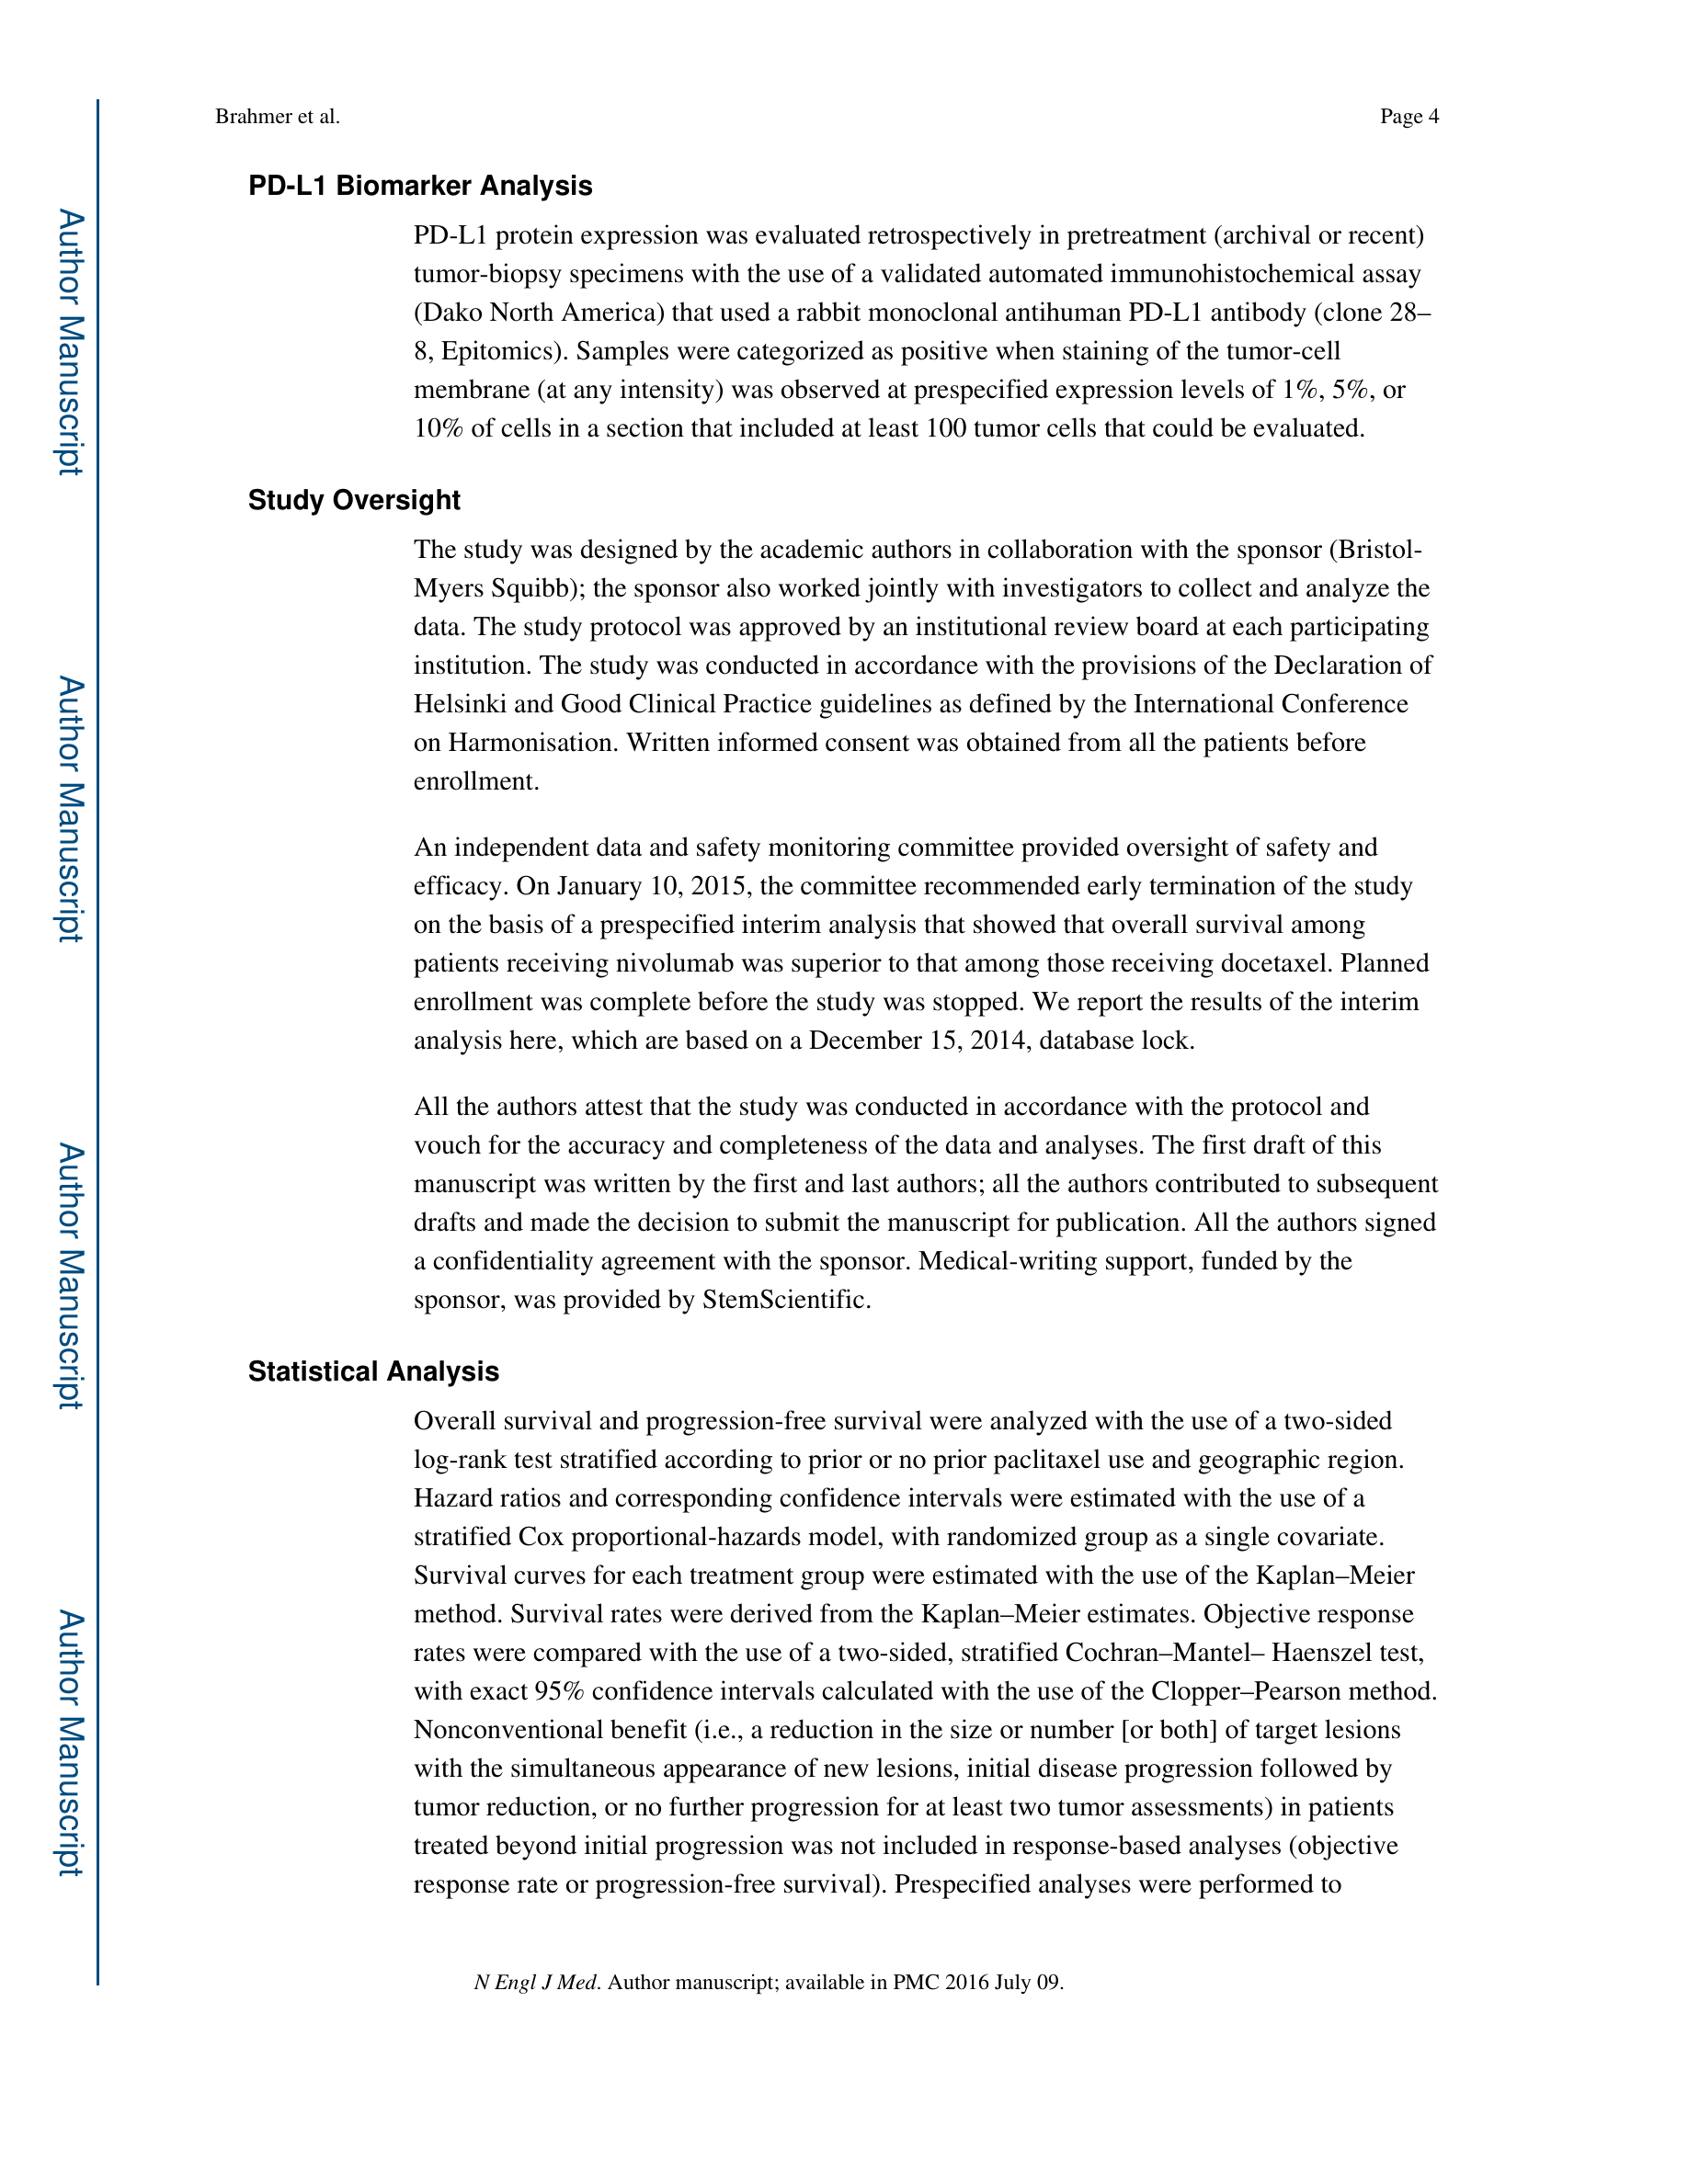 Brahmer et al.
Page 4
PD-L1 Biomarker Analysis
PD-L1 protein expression was evaluated retrospectively in pretreatment (archival or recent)
tumor-biopsy specimens with the use of a validated automated immunohistochemical assay
(Dako North America) that used a rabbit monoclonal antihuman PD-L1 antibody (clone 28–
8, Epitomics). Samples were categorized as positive when staining of the tumor-cell
membrane (at any intensity) was observed at prespecified expression levels of 1%, 5%, or
10% of cells in a section that included at least 100 tumor cells that could be evaluated.
Study Oversight
The study was designed by the academic authors in collaboration with the sponsor (Bristol-
Myers Squibb); the sponsor also worked jointly with investigators to collect and analyze the
data. The study protocol was approved by an institutional review board at each participating
institution. The study was conducted in accordance with the provisions of the Declaration of
Helsinki and Good Clinical Practice guidelines as defined by the International Conference
on Harmonisation. Written informed consent was obtained from all the patients before
enrollment.
An independent data and safety monitoring committee provided oversight of safety and
efficacy. On January 10, 2015, the committee recommended early termination of the study
on the basis of a prespecified interim analysis that showed that overall survival among
patients receiving nivolumab was superior to that among those receiving docetaxel. Planned
enrollment was complete before the study was stopped. We report the results of the interim
analysis here, which are based on a December 15, 2014, database lock.
All the authors attest that the study was conducted in accordance with the protocol and
vouch for the accuracy and completeness of the data and analyses. The first draft of this
manuscript was written by the first and last authors; all the authors contributed to subsequent
drafts and made the decision to submit the manuscript for publication. All the authors signed
a confidentiality agreement with the sponsor. Medical-writing support, funded by the
sponsor, was provided by StemScientific.
Statistical Analysis
Overall survival and progression-free survival were analyzed with the use of a two-sided
log-rank test stratified according to prior or no prior paclitaxel use and geographic region.
Hazard ratios and corresponding confidence intervals were estimated with the use of a
stratified Cox proportional-hazards model, with randomized group as a single covariate.
Survival curves for each treatment group were estimated with the use of the Kaplan–Meier
method. Survival rates were derived from the Kaplan–Meier estimates. Objective response
rates were compared with the use of a two-sided, stratified Cochran–Mantel– Haenszel test,
with exact 95% confidence intervals calculated with the use of the Clopper–Pearson method.
Nonconventional benefit (i.e., a reduction in the size or number [or both] of target lesions
with the simultaneous appearance of new lesions, initial disease progression followed by
tumor reduction, or no further progression for at least two tumor assessments) in patients
treated beyond initial progression was not included in response-based analyses (objective
response rate or progression-free survival). Prespecified analyses were performed to
N Engl J Med. Author manuscript; available in PMC 2016 July 09.
Author Manuscript
Author Manuscript
Author Manuscript
Author Manuscript